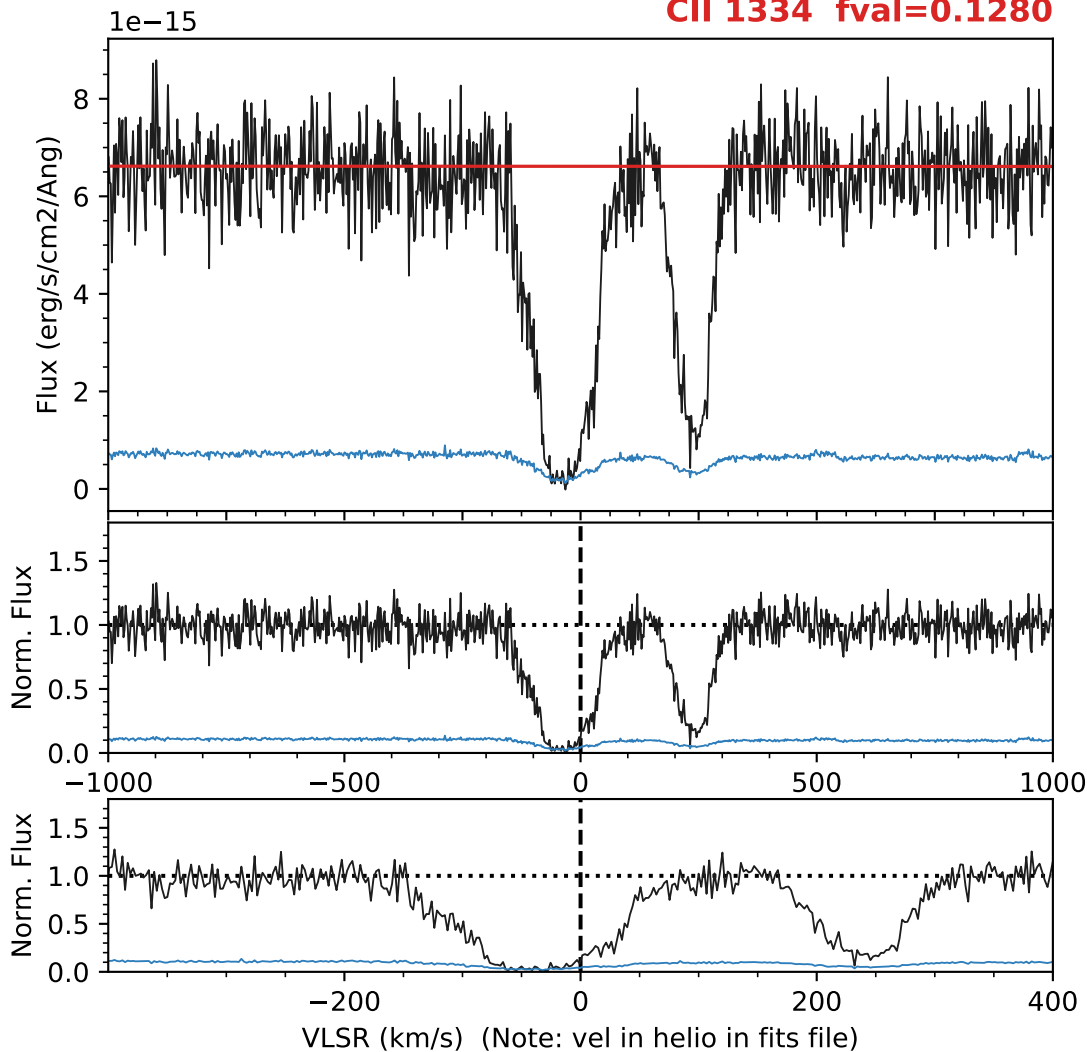 CII 1334 fval=0.1280
1e−15
8
6
4
2
0
Flux (erg/s/cm2/Ang)
1.5
1.0
0.5
0.0
Norm. Flux
−1000 −500 0 500 1000
1.5
1.0
0.5
0.0
Norm. Flux
−200 0 200 400
VLSR (km/s) (Note: vel in helio in fits file)